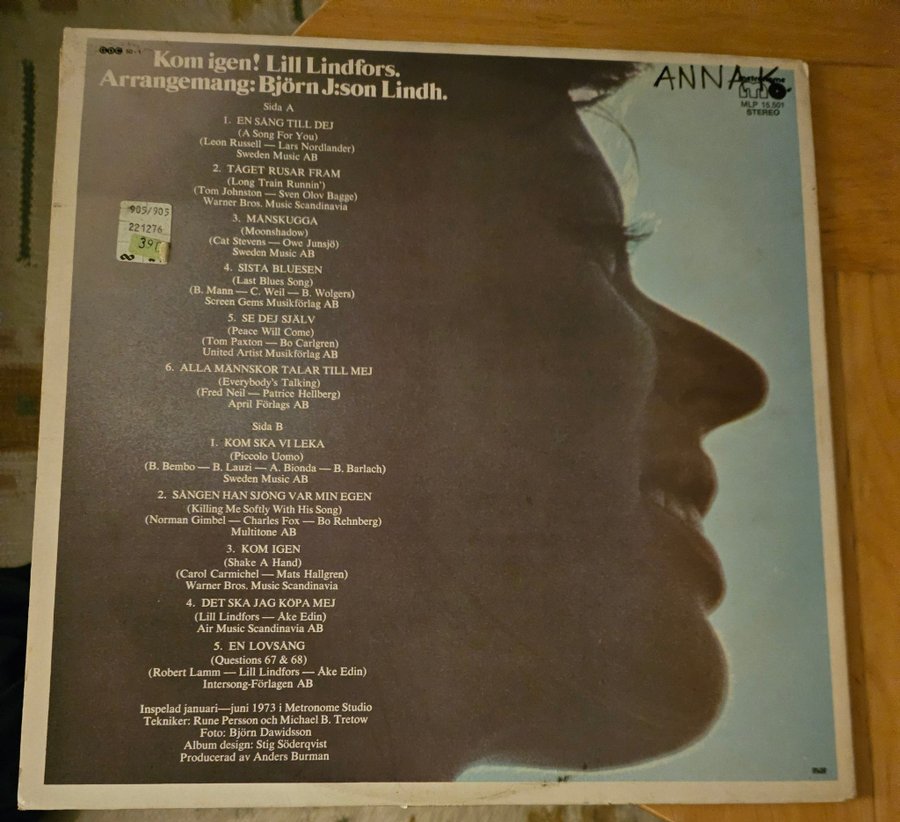 GDC 50-1
Kom igen! Lill Lindfors.
Arrangemang: Björn J:son Lindh.
ANNA K.
metronome
MLP 15.501
STEREO
Sida A
1. EN SÅNG TILL DEJ
(A Song For You)
(Leon Russell — Lars Nordlander)
Sweden Music AB
2. TÅGET RUSAR FRAM
(Long Train Runnin')
(Tom Johnston — Sven Olov Bagge)
Warner Bros. Music Scandinavia
3. MÅNSKUGGA
(Moonshadow)
(Cat Stevens — Owe Junsjö)
Sweden Music AB
905/905
221276
4. SISTA BLUESEN
(Last Blues Song)
(B. Mann — C. Weil — B. Wolgers)
Screen Gems Musikförlag AB
5. SE DEJ SJÄLV
(Peace Will Come)
(Tom Paxton — Bo Carlgren)
United Artist Musikförlag AB
6. ALLA MÄNNSKOR TALAR TILL MEJ
(Everybody's Talking)
(Fred Neil — Patrice Hellberg)
April Förlags AB
Sida B
1. KOM SKA VI LEKA
(Piccolo Uomo)
(B. Bembo — B. Lauzi — A. Bionda — B. Barlach)
Sweden Music AB
2. SÅNGEN HAN SJÖNG VAR MIN EGEN
(Killing Me Softly With His Song)
(Norman Gimbel — Charles Fox — Bo Rehnberg)
Multitone AB
3. KOM IGEN
(Shake A Hand)
(Carol Carmichel — Mats Hallgren)
Warner Bros. Music Scandinavia
4. DET SKA JAG KÖPA MEJ
(Lill Lindfors — Åke Edin)
Air Music Scandinavia AB
5. EN LOVSÅNG
(Questions 67 & 68)
(Robert Lamm — Lill Lindfors — Åke Edin)
Intersong-Förlagen AB
Inspelad januari—juni 1973 i Metronome Studio
Tekniker: Rune Persson och Michael B. Tretow
Foto: Björn Dawidsson
Album design: Stig Söderqvist
Producerad av Anders Burman